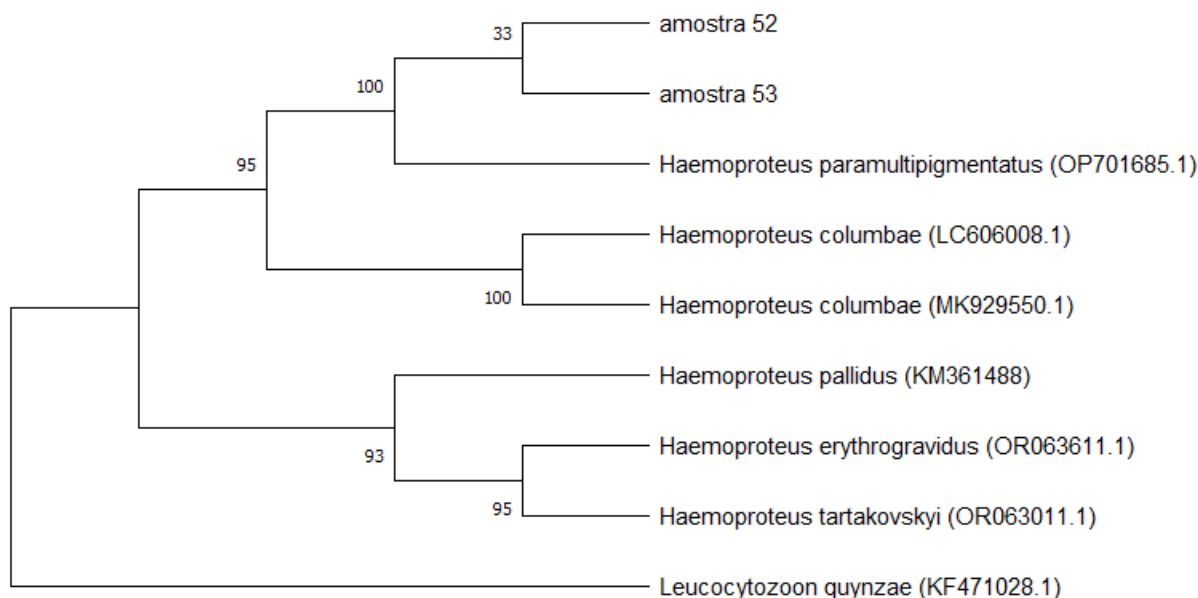 amostra 52
33
100
amostra 53
95
Haemoproteus paramultipigmentatus (OP701685.1)
Haemoproteus columbae (LC606008.1)
100
Haemoproteus columbae (MK929550.1)
Haemoproteus pallidus (KM361488)
93
Haemoproteus erythrogravidus (OR063611.1)
95
Haemoproteus tartakovskyi (OR063011.1)
Leucocytozoon quynzae (KF471028.1)